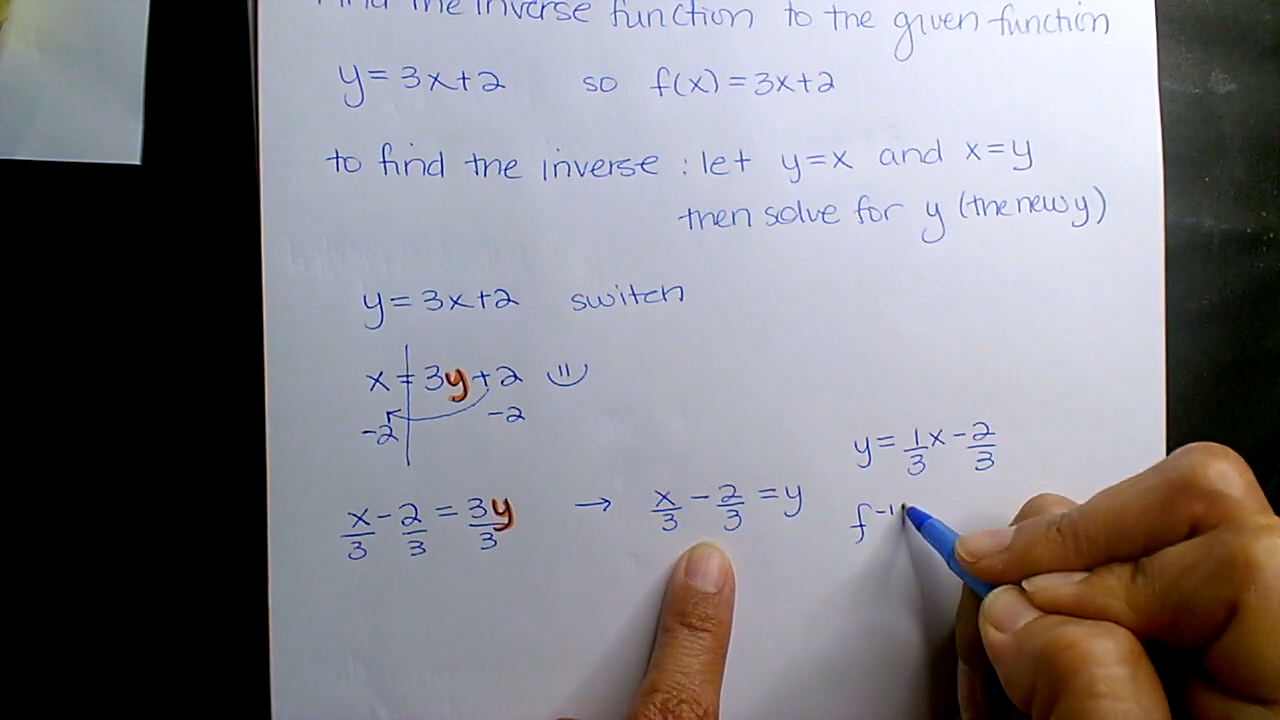 Find the inverse function to the given function
y = 3x + 2 so f(x) = 3x + 2
to find the inverse : let y = x and x = y
then solve for y (the new y)
y = 3x + 2 switch
x = 3y + 2
-2 -2
x/3 - 2/3 = 3y/3 → x/3 - 2/3 = y
y = 1/3 x - 2/3
f-1